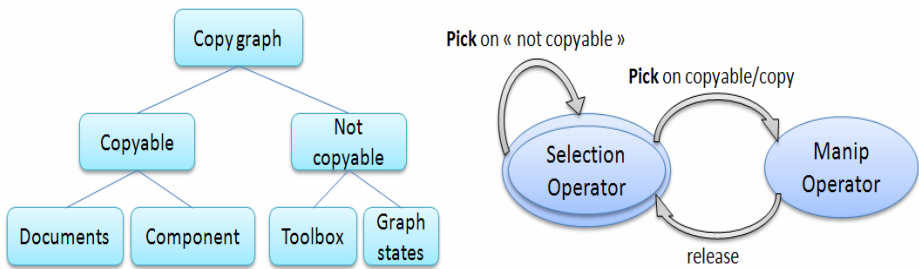 Copy graph
Copyable
Not
copyable
Documents
Component
Toolbox
Graph
states
Pick on « not copyable »
Pick on copyable/copy
Selection
Operator
Manip
Operator
release